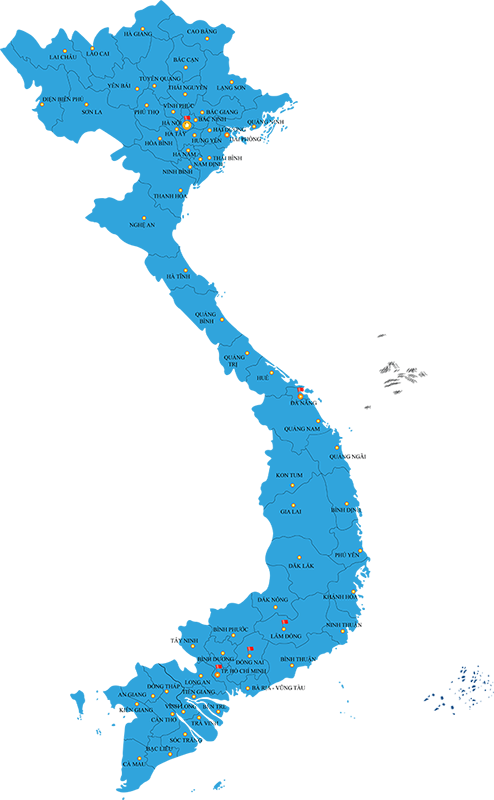 HÀ GIANG
CAO BẰNG
LÀO CAI
LAI CHÂU
BẮC CẠN
TUYÊN QUANG
YÊN BÁI
THÁI NGUYÊN
LẠNG SƠN
ĐIỆN BIÊN PHỦ
SƠN LA
PHÚ THỌ
VĨNH PHÚC
BẮC GIANG
HÀ NỘI
BẮC NINH
QUẢNG NINH
HÀ TÂY
HẢI DƯƠNG
HẢI PHÒNG
HÒA BÌNH
HƯNG YÊN
HÀ NAM
THÁI BÌNH
NAM ĐỊNH
NINH BÌNH
THANH HÓA
NGHỆ AN
HÀ TĨNH
QUẢNG
BÌNH
QUẢNG
TRỊ
HUẾ
ĐÀ NẴNG
QUẢNG NAM
QUẢNG NGÃI
KON TUM
GIA LAI
BÌNH ĐỊNH
PHÚ YÊN
ĐĂK LĂK
KHÁNH HÒA
ĐĂK NÔNG
NINH THUẬN
BÌNH PHƯỚC
LÂM ĐỒNG
TÂY NINH
BÌNH DƯƠNG
ĐỒNG NAI
BÌNH THUẬN
TP. HỒ CHÍ MINH
LONG AN
BÀ RỊA - VŨNG TÀU
ĐỒNG THÁP
TIỀN GIANG
AN GIANG
KIÊN GIANG
VĨNH LONG
BẾN TRE
CẦN THƠ
TRÀ VINH
SÓC TRĂNG
BẠC LIÊU
CÀ MAU